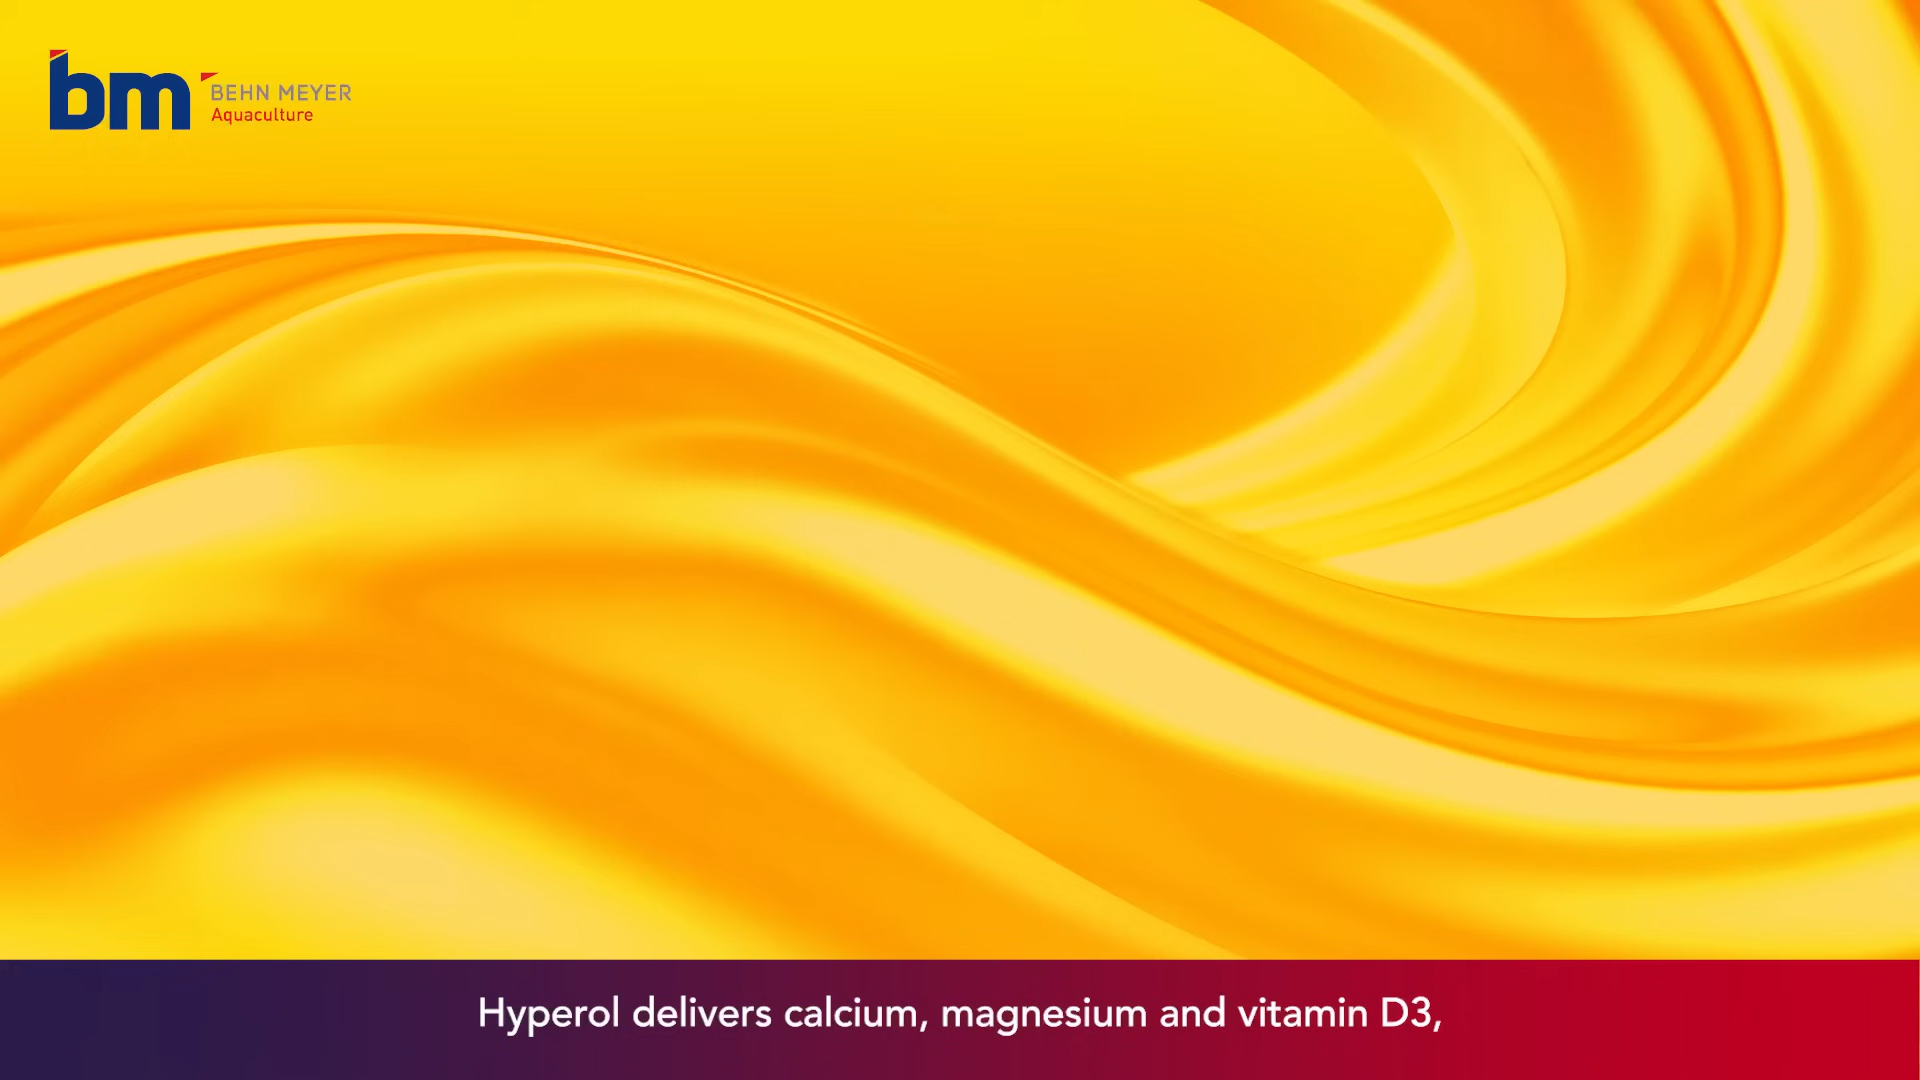 bm
BEHN MEYER
Aquaculture
Hyperol delivers calcium, magnesium and vitamin D3,